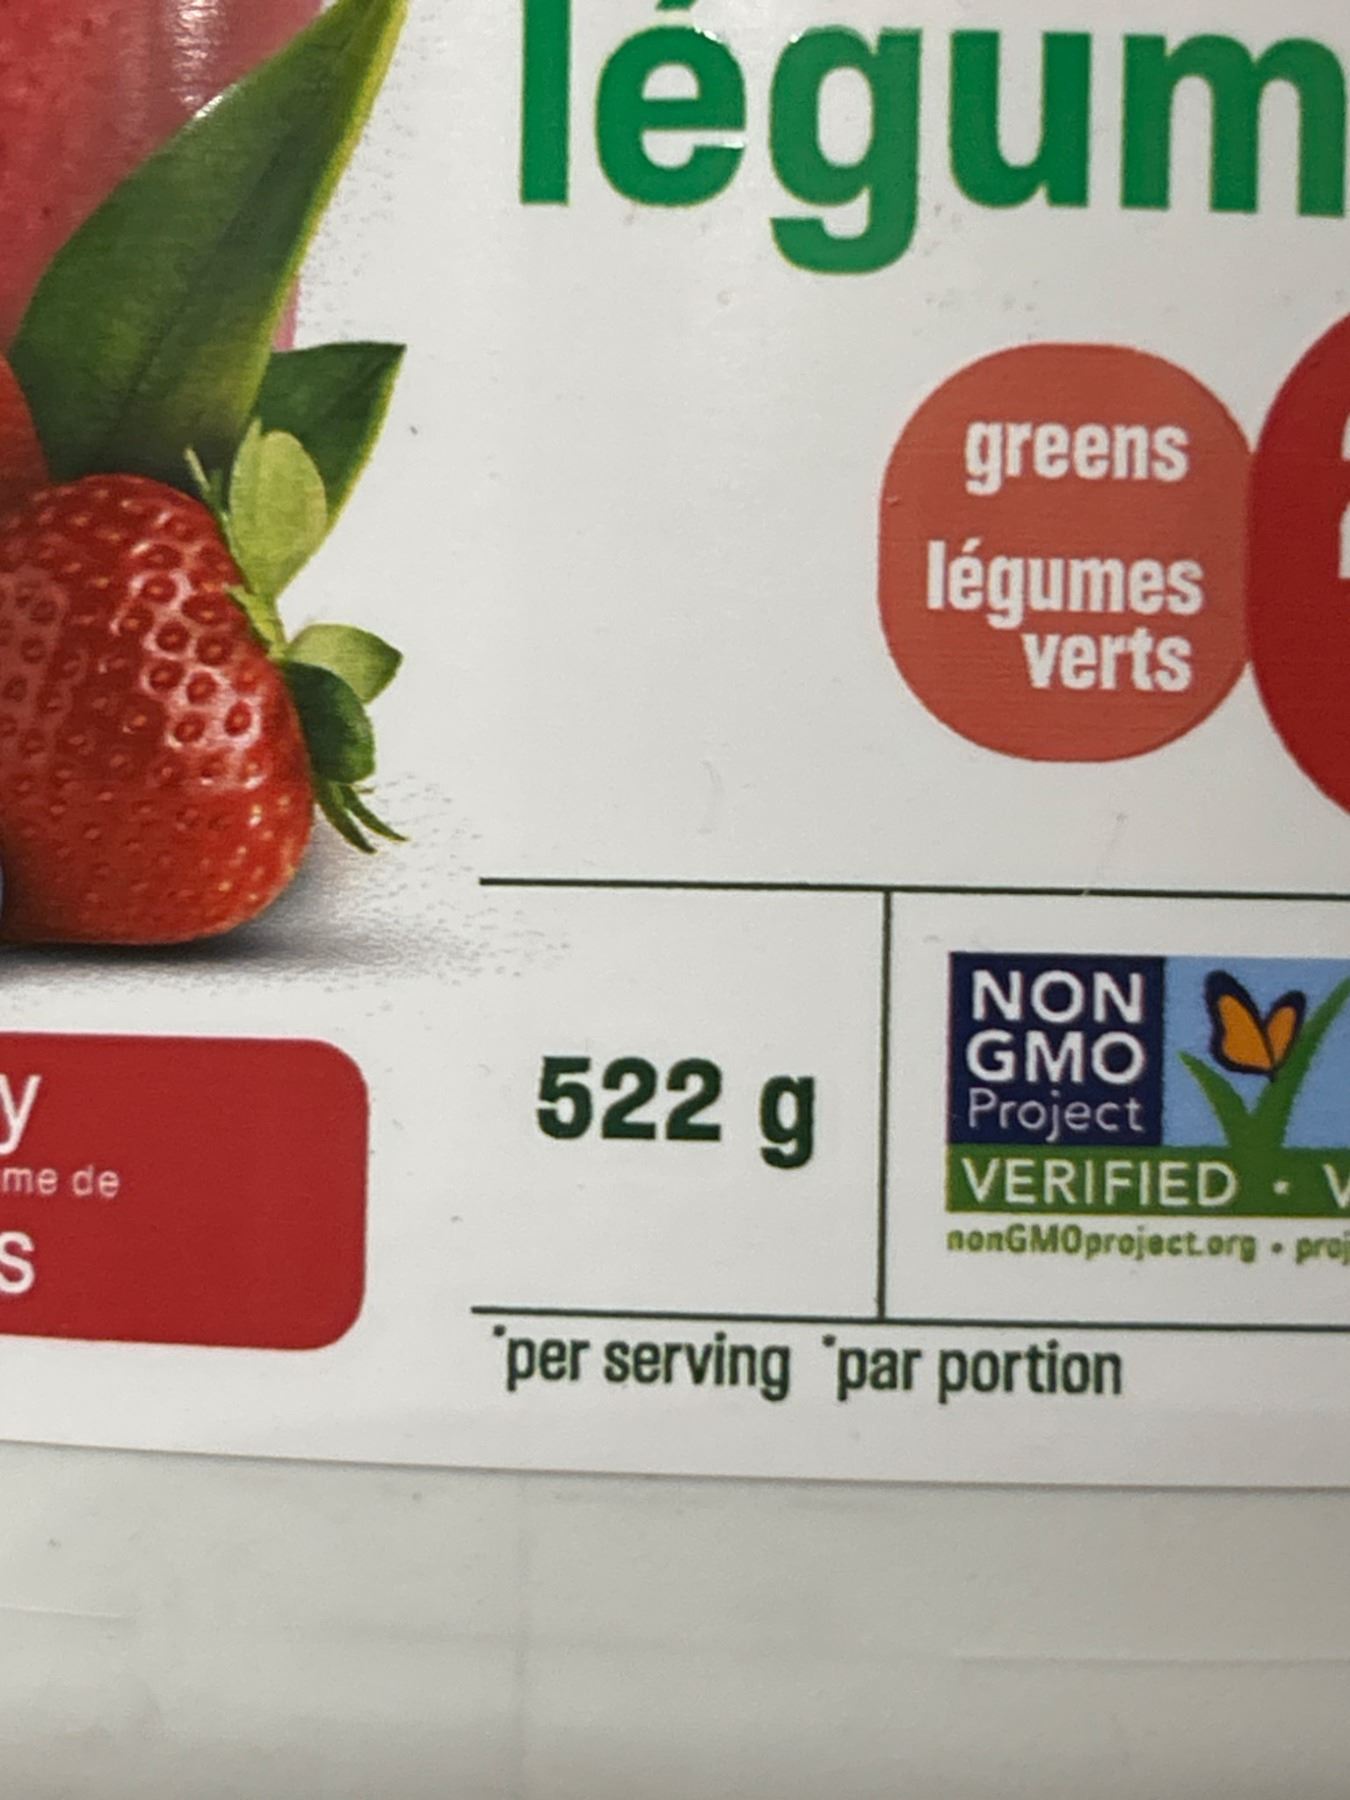 légum
greens
légumes
verts
NON
GMO
Project
VERIFIED
nonGMOproject.org •
y
me de
s
522 g
*per serving *par portion